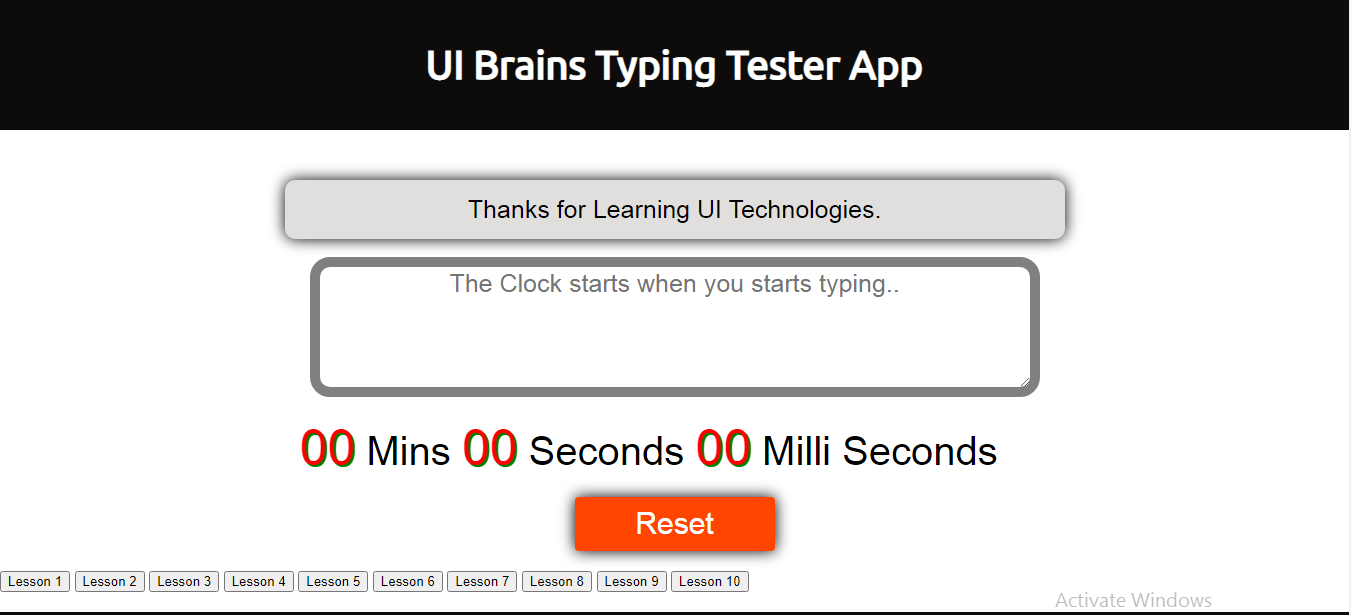 UI Brains Typing Tester App
Thanks for Learning UI Technologies.
The Clock starts when you starts typing..
00 Mins 00 Seconds 00 Milli Seconds
Reset
Lesson 1 Lesson 2 Lesson 3 Lesson 4 Lesson 5 Lesson 6 Lesson 7 Lesson 8 Lesson 9 Lesson 10
Activate Windows